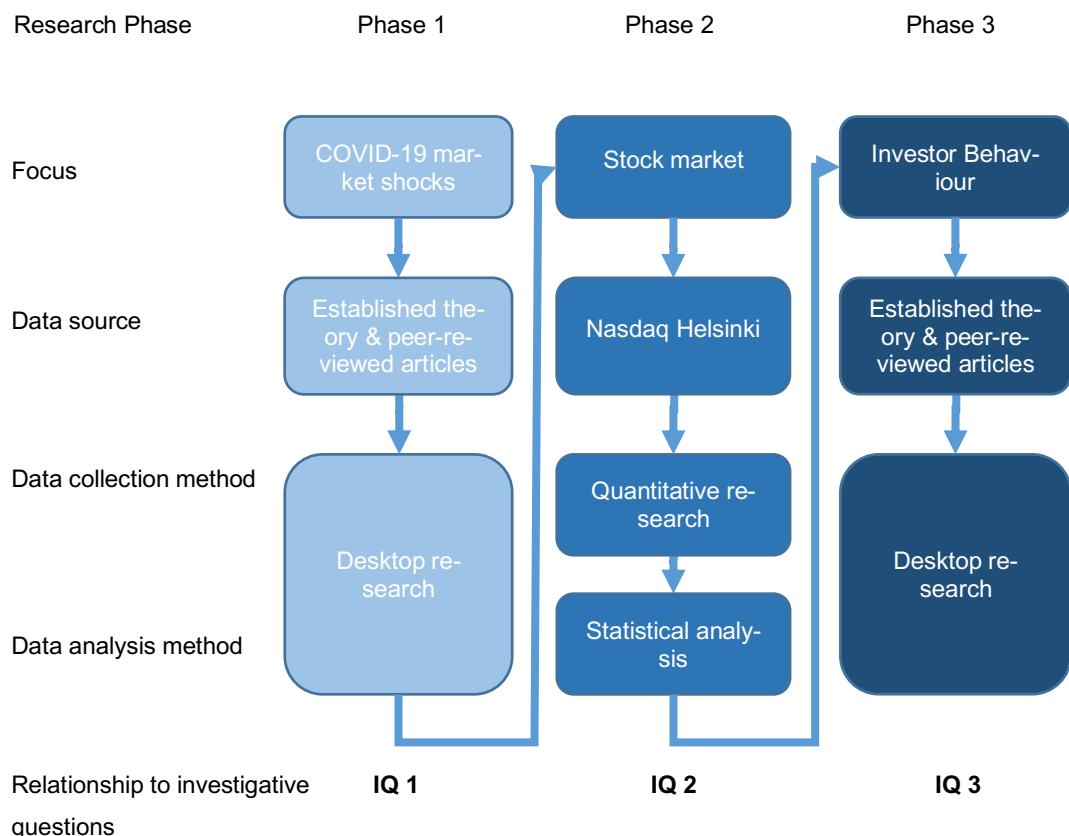 Research Phase
Phase 1
Phase 2
Phase 3
Focus
COVID-19 mar-
ket shocks
Stock market
Investor Behav-
iour
Data source
Established the-
ory & peer-re-
viewed articles
Nasdaq Helsinki
Established the-
ory & peer-re-
viewed articles
Data collection method
Desktop re-
search
Quantitative re-
search
Desktop re-
search
Data analysis method
Statistical analy-
sis
Relationship to investigative
questions
IQ 1
IQ 2
IQ 3